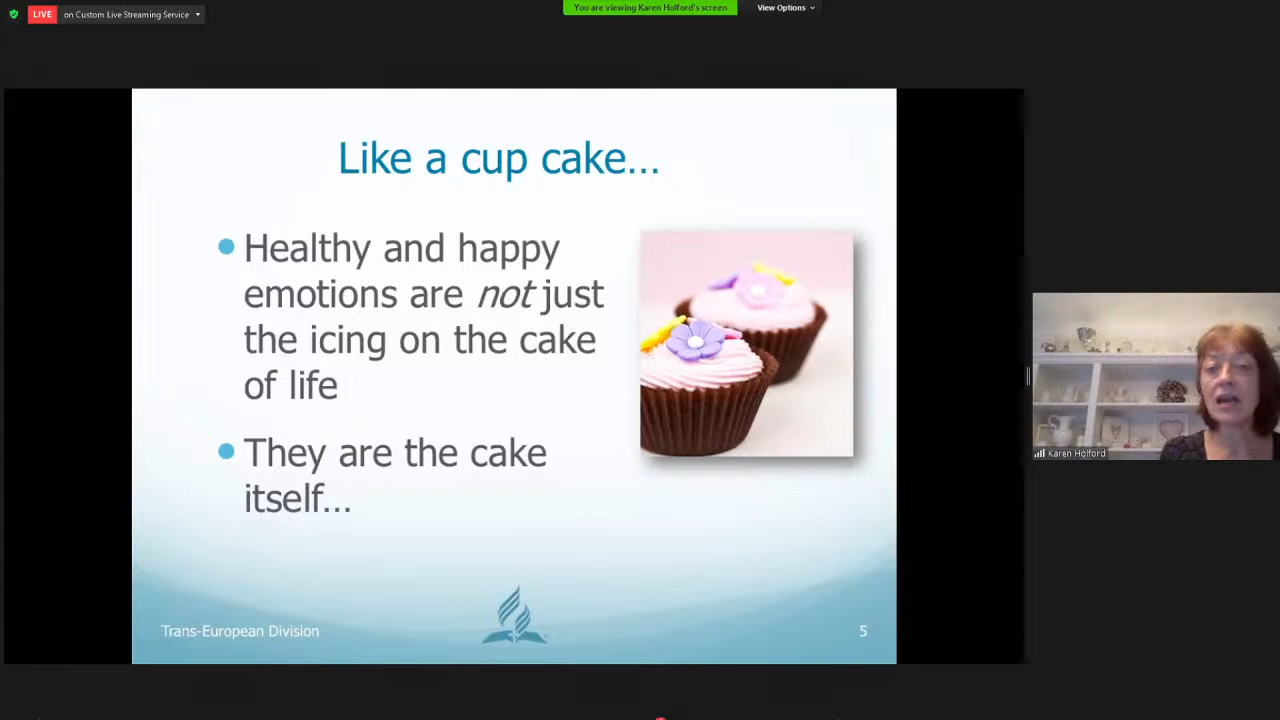 LIVE on Custom Live Streaming Service
You are viewing Karen Holford's screen
View Options
Like a cup cake...
Healthy and happy
emotions are not just
the icing on the cake
of life
They are the cake
itself...
Trans-European Division
5
Karen Holford